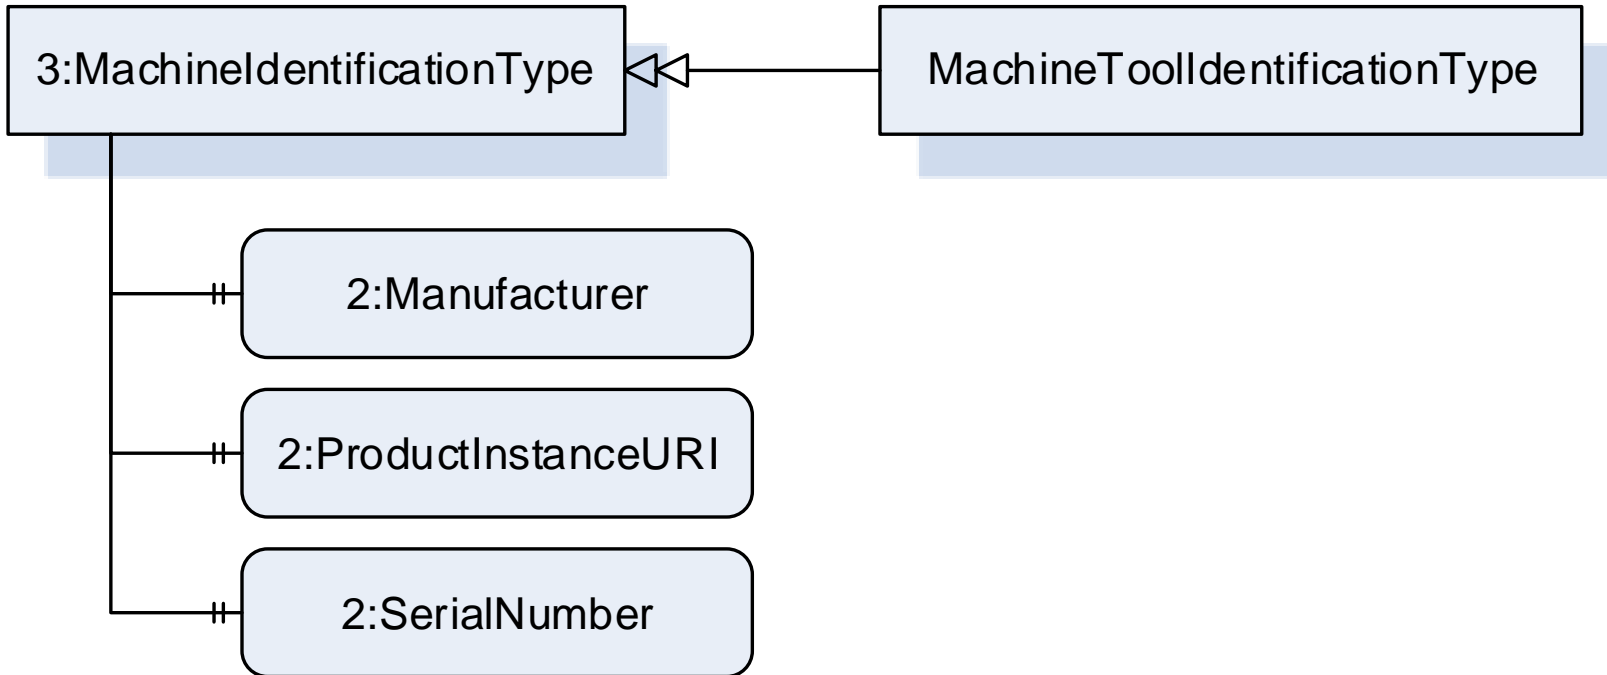 3:MachineIdentificationType
MachineToolIdentificationType
2:Manufacturer
2:ProductInstanceURI
2:SerialNumber